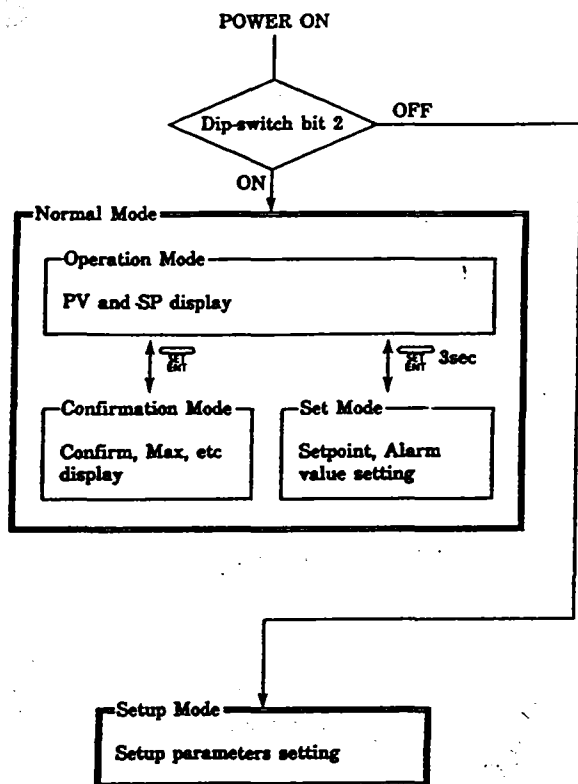 POWER ON
Dip-switch bit 2
OFF
ON
Normal Mode
Operation Mode
PV and SP display
SET
ENT
SET
ENT
3sec
Confirmation Mode
Confirm, Max, etc
display
Set Mode
Setpoint, Alarm
value setting
Setup Mode
Setup parameters setting